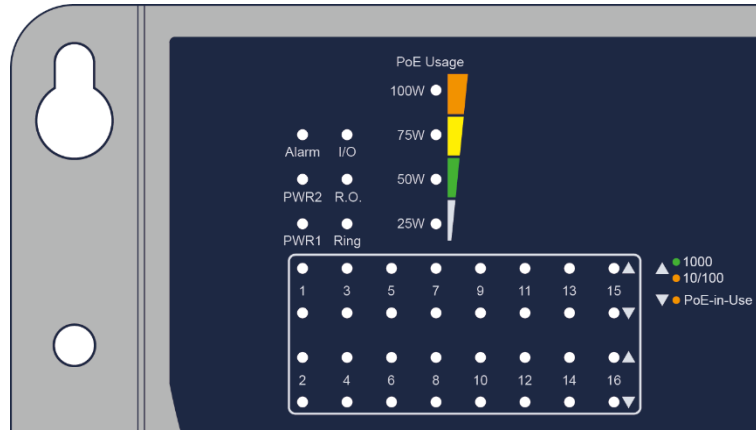 PoE Usage
100W
75W
50W
25W
Alarm I/O
PWR2 R.O.
PWR1 Ring
1 3 5 7 9 11 13 15
2 4 6 8 10 12 14 16
1000
10/100
PoE-in-Use